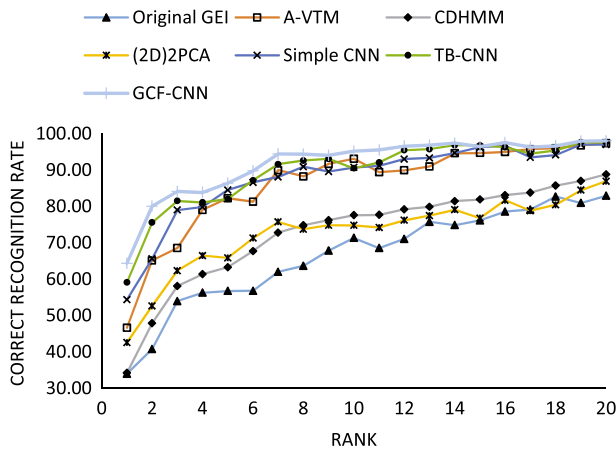 Original GEI A-VTM CDHMM
(2D)2PCA Simple CNN TB-CNN
GCF-CNN
100.00
90.00
80.00
70.00
60.00
50.00
40.00
30.00
CORRECT RECOGNITION RATE
0 2 4 6 8 10 12 14 16 18 20
RANK